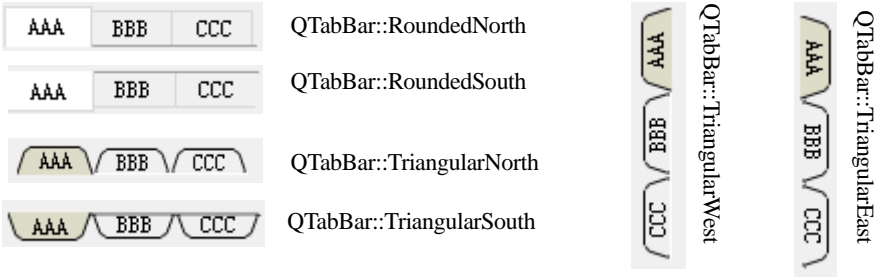 AAA BBB CCC QTabBar::RoundedNorth
AAA BBB CCC QTabBar::RoundedSouth
AAA BBB CCC QTabBar::TriangularNorth
AAA BBB CCC QTabBar::TriangularSouth
AAA BBB CCC
QTabBar::TriangularWest
AAA BBB CCC
QTabBar::TriangularEast